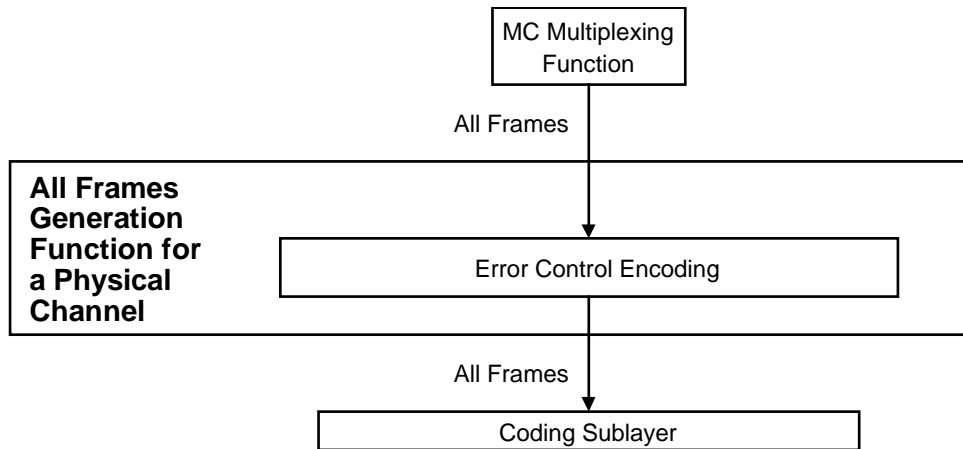 MC Multiplexing
Function
All Frames
All Frames
Generation
Function for
a Physical
Channel
Error Control Encoding
All Frames
Coding Sublayer